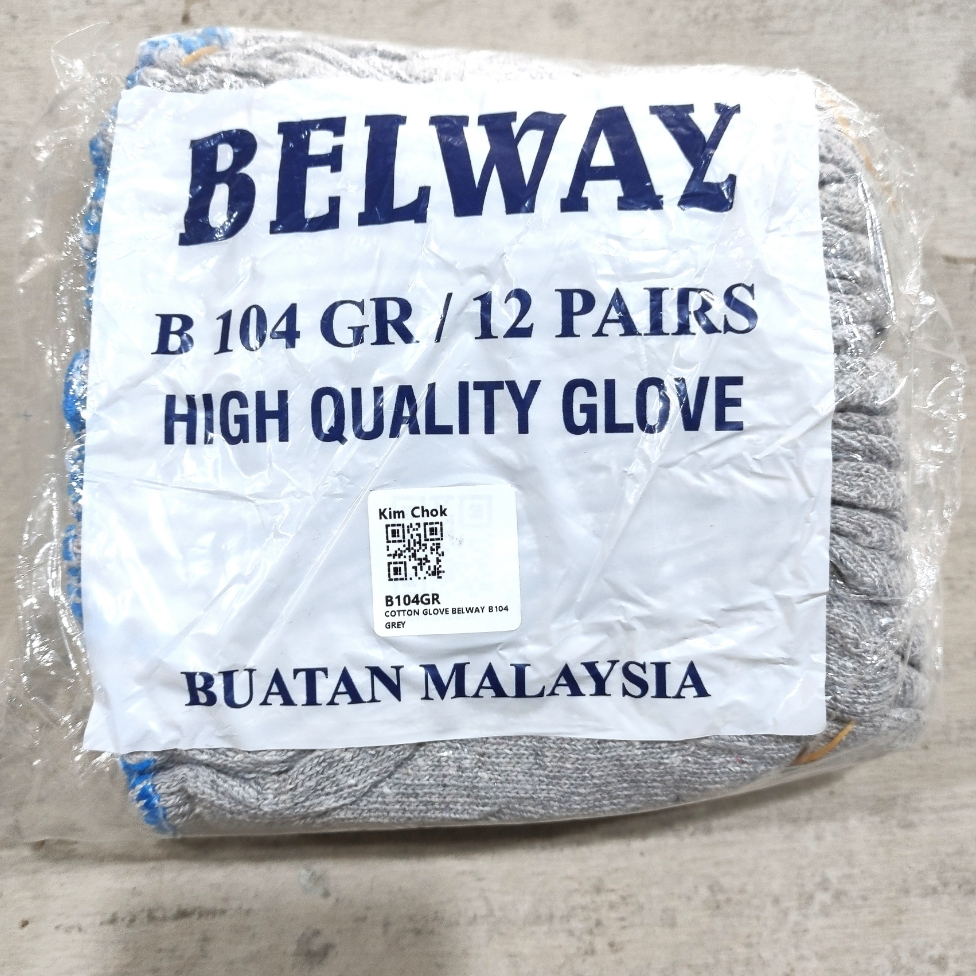 BELWAY
B 104 GR / 12 PAIRS
HIGH QUALITY GLOVE
Kim Chok
B104GR
COTTON GLOVE BELWAY B104
GREY
BUATAN MALAYSIA